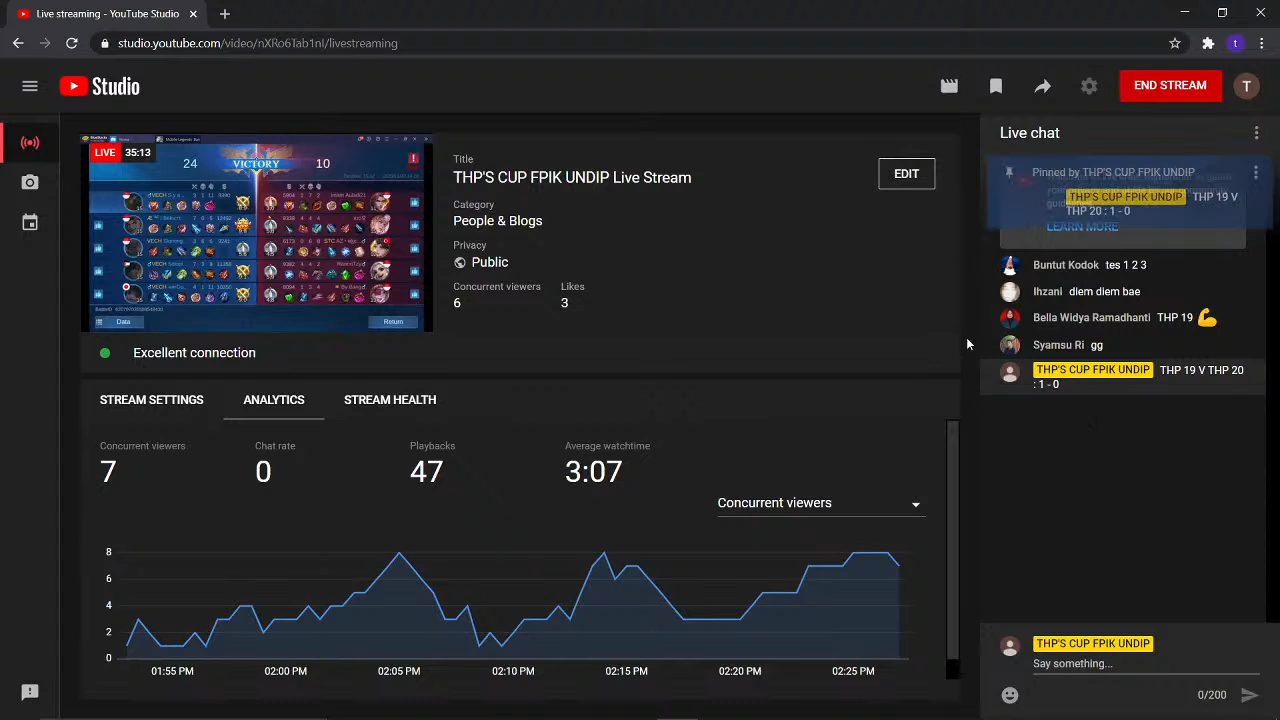 Live streaming - YouTube Studio
studio.youtube.com/video/nXRo6Tab1nI/livestreaming
t
Studio
END STREAM
T
LIVE 35:13
24 VICTORY 10
Data
Return
Title
THP'S CUP FPIK UNDIP Live Stream
EDIT
Category
People & Blogs
Privacy
Public
Concurrent viewers Likes
6 3
Excellent connection
STREAM SETTINGS ANALYTICS STREAM HEALTH
Concurrent viewers Chat rate Playbacks Average watchtime
7 0 47 3:07
Concurrent viewers
8
6
4
2
0
01:55 PM 02:00 PM 02:05 PM 02:10 PM 02:15 PM 02:20 PM 02:25 PM
Live chat
Pinned by THP'S CUP FPIK UNDIP
THP'S CUP FPIK UNDIP THP 19 V
THP 20 : 1 - 0
LEARN MORE
Buntut Kodok tes 1 2 3
Ihzani diem diem bae
Bella Widya Ramadhanti THP 19 💪
Syamsu Ri gg
THP'S CUP FPIK UNDIP THP 19 V THP 20
: 1 - 0
THP'S CUP FPIK UNDIP
Say something...
0/200